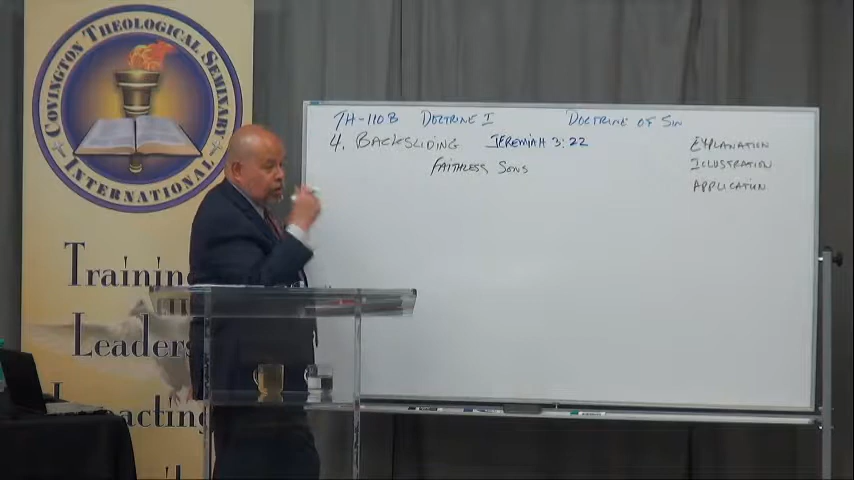 COVINGTON THEOLOGICAL SEMINARY
INTERNATIONAL
Training
Leaders
Impacting
TH-110B DOCTRINE I DOCTRINE OF SIN
4. BACKSLIDING JEREMIAH 3:22
FAITHLESS SONS
EXPLANATION
ILLUSTRATION
APPLICATION